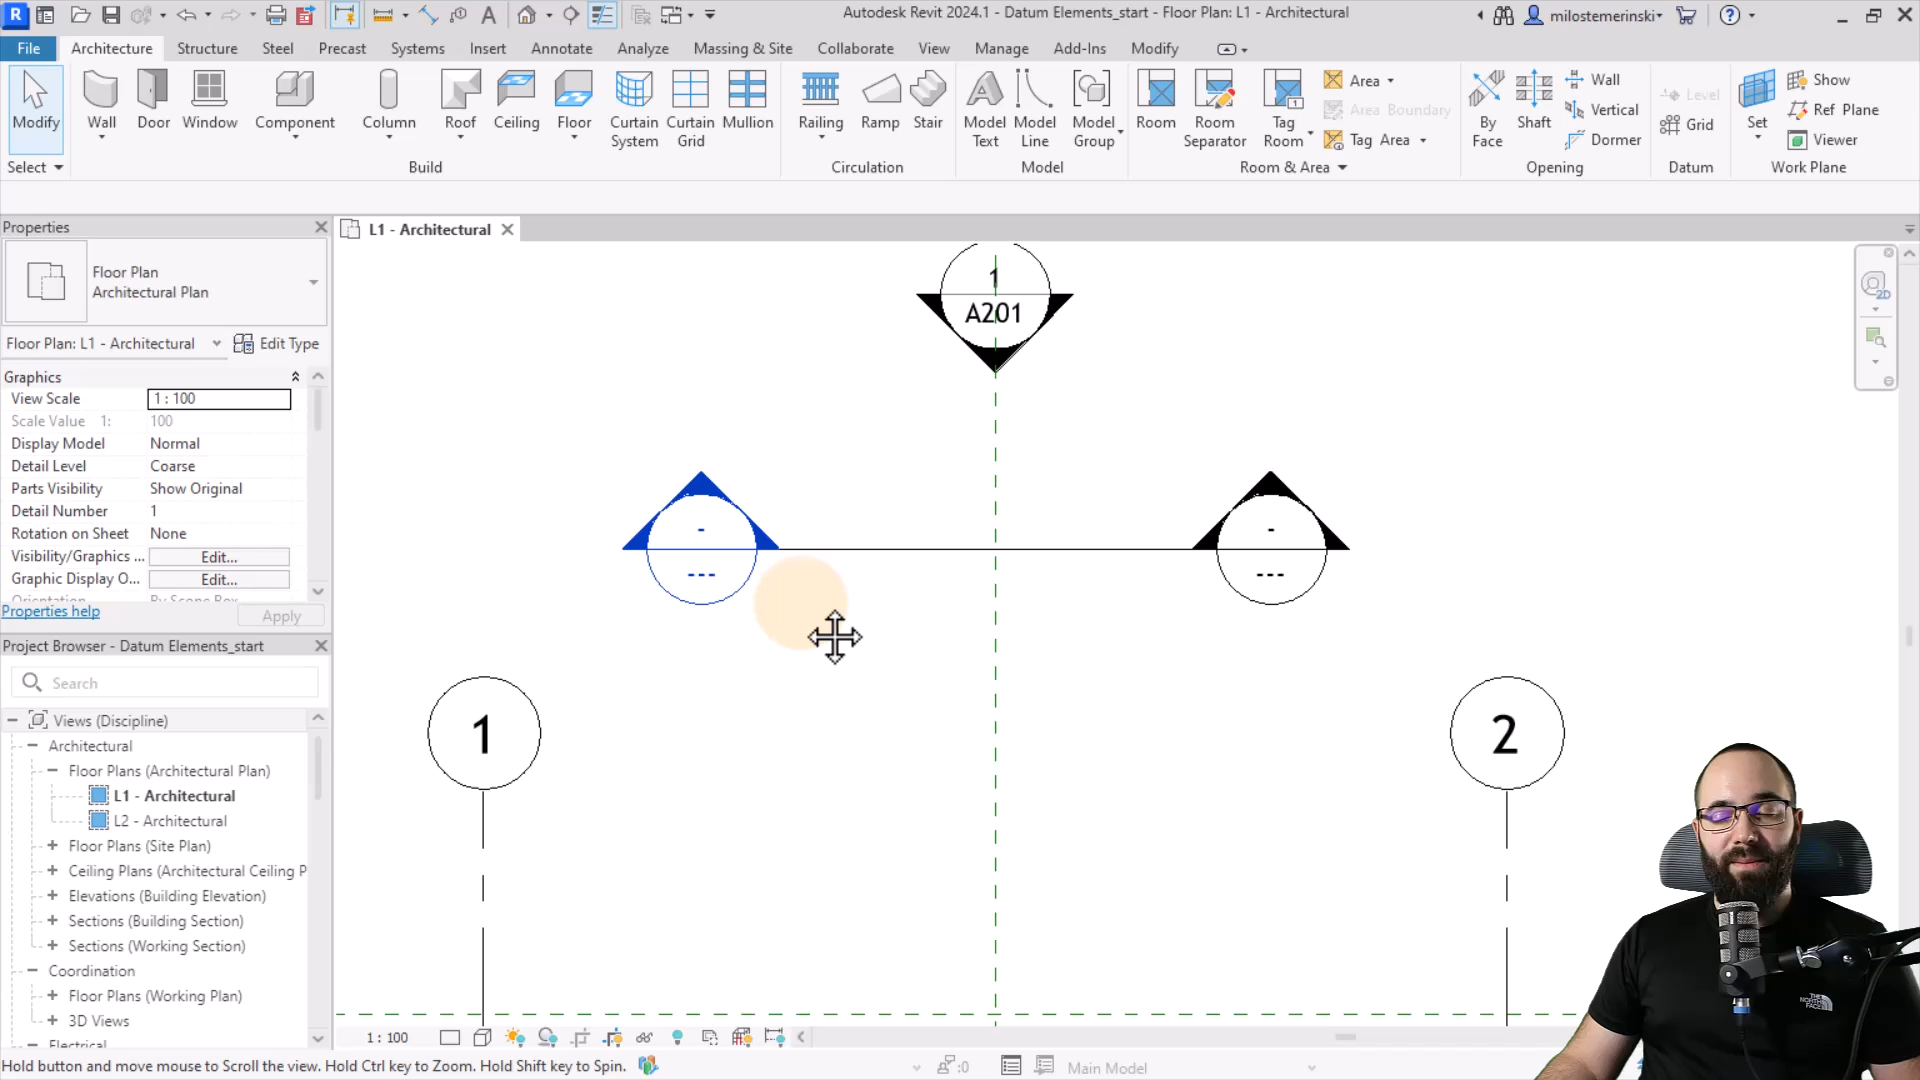 Autodesk Revit 2024.1 - Datum Elements_start - Floor Plan: L1 - Architectural
milostemerinski
File Architecture Structure Steel Precast Systems Insert Annotate Analyze Massing & Site Collaborate View Manage Add-Ins Modify
Modify
Wall
Door
Window
Component
Column
Roof
Ceiling
Floor
Curtain System
Curtain Grid
Mullion
Railing
Ramp
Stair
Model Text
Model Line
Model Group
Room
Room Separator
Tag Room
Area
Area Boundary
Tag Area
By Face
Shaft
Wall
Vertical
Dormer
Level
Grid
Set
Show
Ref Plane
Viewer
Select
Build
Circulation
Model
Room & Area
Opening
Datum
Work Plane
Properties
Floor Plan
Architectural Plan
Floor Plan: L1 - Architectural
Edit Type
Graphics
View Scale 1 : 100
Scale Value 1: 100
Display Model Normal
Detail Level Coarse
Parts Visibility Show Original
Detail Number 1
Rotation on Sheet None
Visibility/Graphics ... Edit...
Graphic Display O... Edit...
Orientation By Scope Box
Properties help
Apply
Project Browser - Datum Elements_start
Search
Views (Discipline)
Architectural
Floor Plans (Architectural Plan)
L1 - Architectural
L2 - Architectural
Floor Plans (Site Plan)
Ceiling Plans (Architectural Ceiling P
Elevations (Building Elevation)
Sections (Building Section)
Sections (Working Section)
Coordination
Floor Plans (Working Plan)
3D Views
Electrical
L1 - Architectural
1
A201
-
---
-
---
1
2
2D
1 : 100
Hold button and move mouse to Scroll the view. Hold Ctrl key to Zoom. Hold Shift key to Spin.
:0
Main Model
THE NORTH FACE